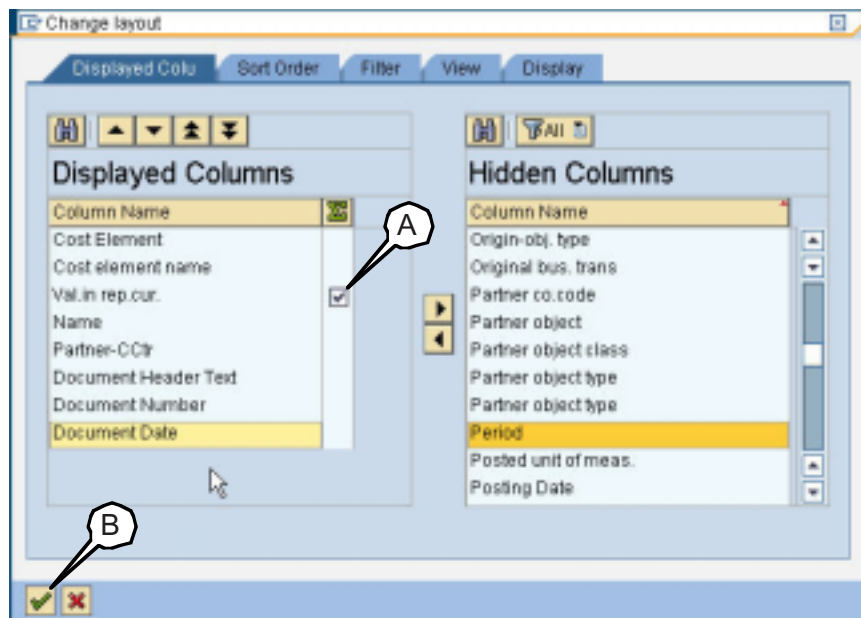 Change layout
Displayed Colu Sort Order Filter View Display
All
Displayed Columns
Column Name
Cost Element
Cost element name
Val.in rep.cur.
Name
Partner-CCtr
Document Header Text
Document Number
Document Date
Hidden Columns
Column Name
Origin-obj. type
Original bus. trans
Partner co.code
Partner object
Partner object class
Partner object type
Partner object type
Period
Posted unit of meas.
Posting Date
A
B